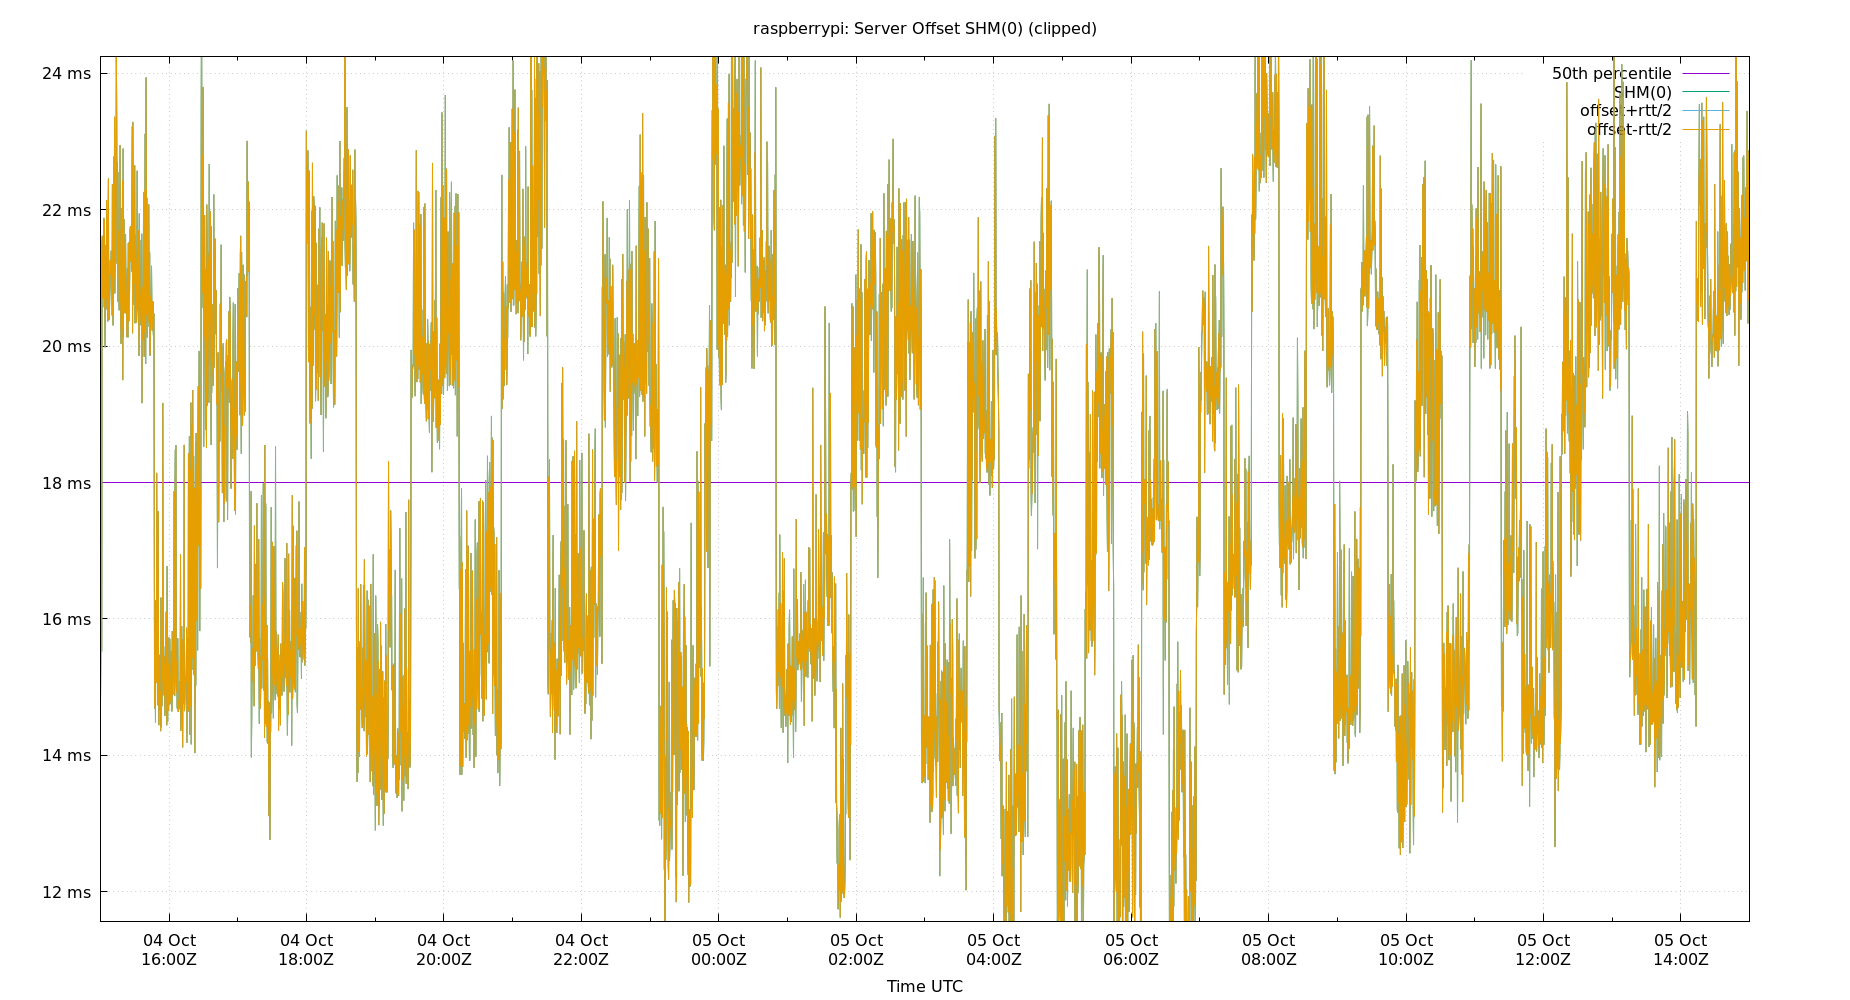 raspberrypi: Server Offset SHM(0) (clipped)
24 ms
22 ms
20 ms
18 ms
16 ms
14 ms
12 ms
50th percentile
SHM(0)
offset+rtt/2
offset-rtt/2
04 Oct 04 Oct 04 Oct 04 Oct 05 Oct 05 Oct 05 Oct 05 Oct 05 Oct 05 Oct 05 Oct 05 Oct
16:00Z 18:00Z 20:00Z 22:00Z 00:00Z 02:00Z 04:00Z 06:00Z 08:00Z 10:00Z 12:00Z 14:00Z
Time UTC